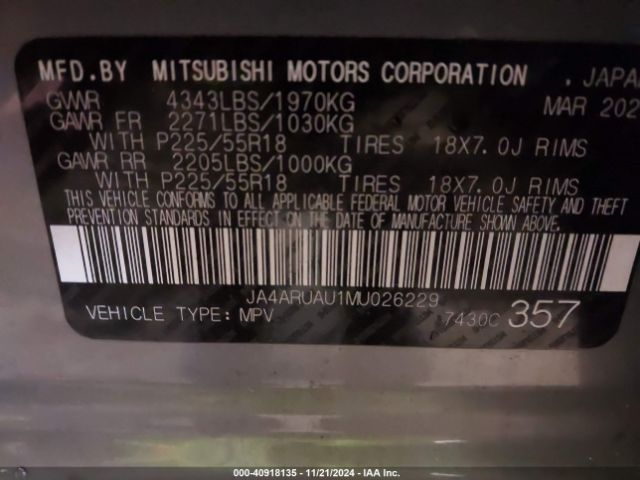 MFD.BY MITSUBISHI MOTORS CORPORATION . JAPA
GVWR 4343LBS/1970KG MAR 202
GAWR FR 2271LBS/1030KG
WITH P225/55R18 TIRES 18X7.0J RIMS
GAWR RR 2205LBS/1000KG
WITH P225/55R18 TIRES 18X7.0J RIMS
THIS VEHICLE CONFORMS TO ALL APPLICABLE FEDERAL MOTOR VEHICLE SAFETY AND THEFT
PREVENTION STANDARDS IN EFFECT ON THE DATE OF MANUFACTURE SHOWN ABOVE.
JA4ARUAU1MU026229
VEHICLE TYPE: MPV 7430C 357
000-40918135 - 11/21/2024 - IAA Holdings, LLC.